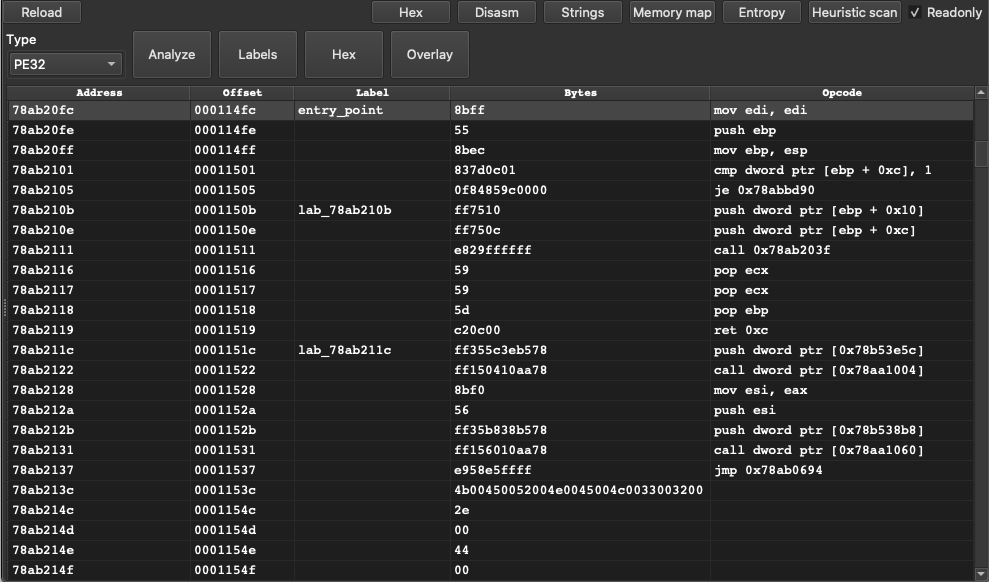 Reload Hex Disasm Strings Memory map Entropy Heuristic scan Readonly
Type
PE32 Analyze Labels Hex Overlay
Address Offset Label Bytes Opcode
78ab20fc 000114fc entry_point 8bff mov edi, edi
78ab20fe 000114fe 55 push ebp
78ab20ff 000114ff 8bec mov ebp, esp
78ab2101 00011501 837d0c01 cmp dword ptr [ebp + 0xc], 1
78ab2105 00011505 0f84859c0000 je 0x78abbd90
78ab210b 0001150b lab_78ab210b ff7510 push dword ptr [ebp + 0x10]
78ab210e 0001150e ff750c push dword ptr [ebp + 0xc]
78ab2111 00011511 e829ffffff call 0x78ab203f
78ab2116 00011516 59 pop ecx
78ab2117 00011517 59 pop ecx
78ab2118 00011518 5d pop ebp
78ab2119 00011519 c20c00 ret 0xc
78ab211c 0001151c lab_78ab211c ff355c3eb578 push dword ptr [0x78b53e5c]
78ab2122 00011522 ff150410aa78 call dword ptr [0x78aa1004]
78ab2128 00011528 8bf0 mov esi, eax
78ab212a 0001152a 56 push esi
78ab212b 0001152b ff35b838b578 push dword ptr [0x78b538b8]
78ab2131 00011531 ff156010aa78 call dword ptr [0x78aa1060]
78ab2137 00011537 e958e5ffff jmp 0x78ab0694
78ab213c 0001153c 4b00450052004e0045004c0033003200
78ab214c 0001154c 2e
78ab214d 0001154d 00
78ab214e 0001154e 44
78ab214f 0001154f 00